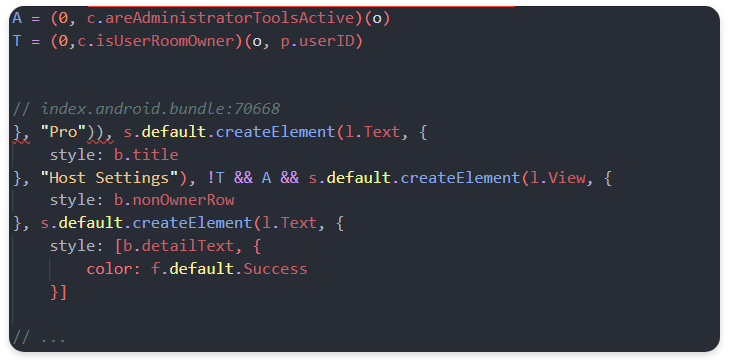 A = (0, c.areAdministratorToolsActive)(o)
T = (0,c.isUserRoomOwner)(o, p.userID)
// index.android.bundle:70668
}, "Pro")), s.default.createElement(l.Text, {
    style: b.title
}, "Host Settings"), !T && A && s.default.createElement(l.View, {
    style: b.nonOwnerRow
}, s.default.createElement(l.Text, {
    style: [b.detailText, {
        color: f.default.Success
    }]
// ...